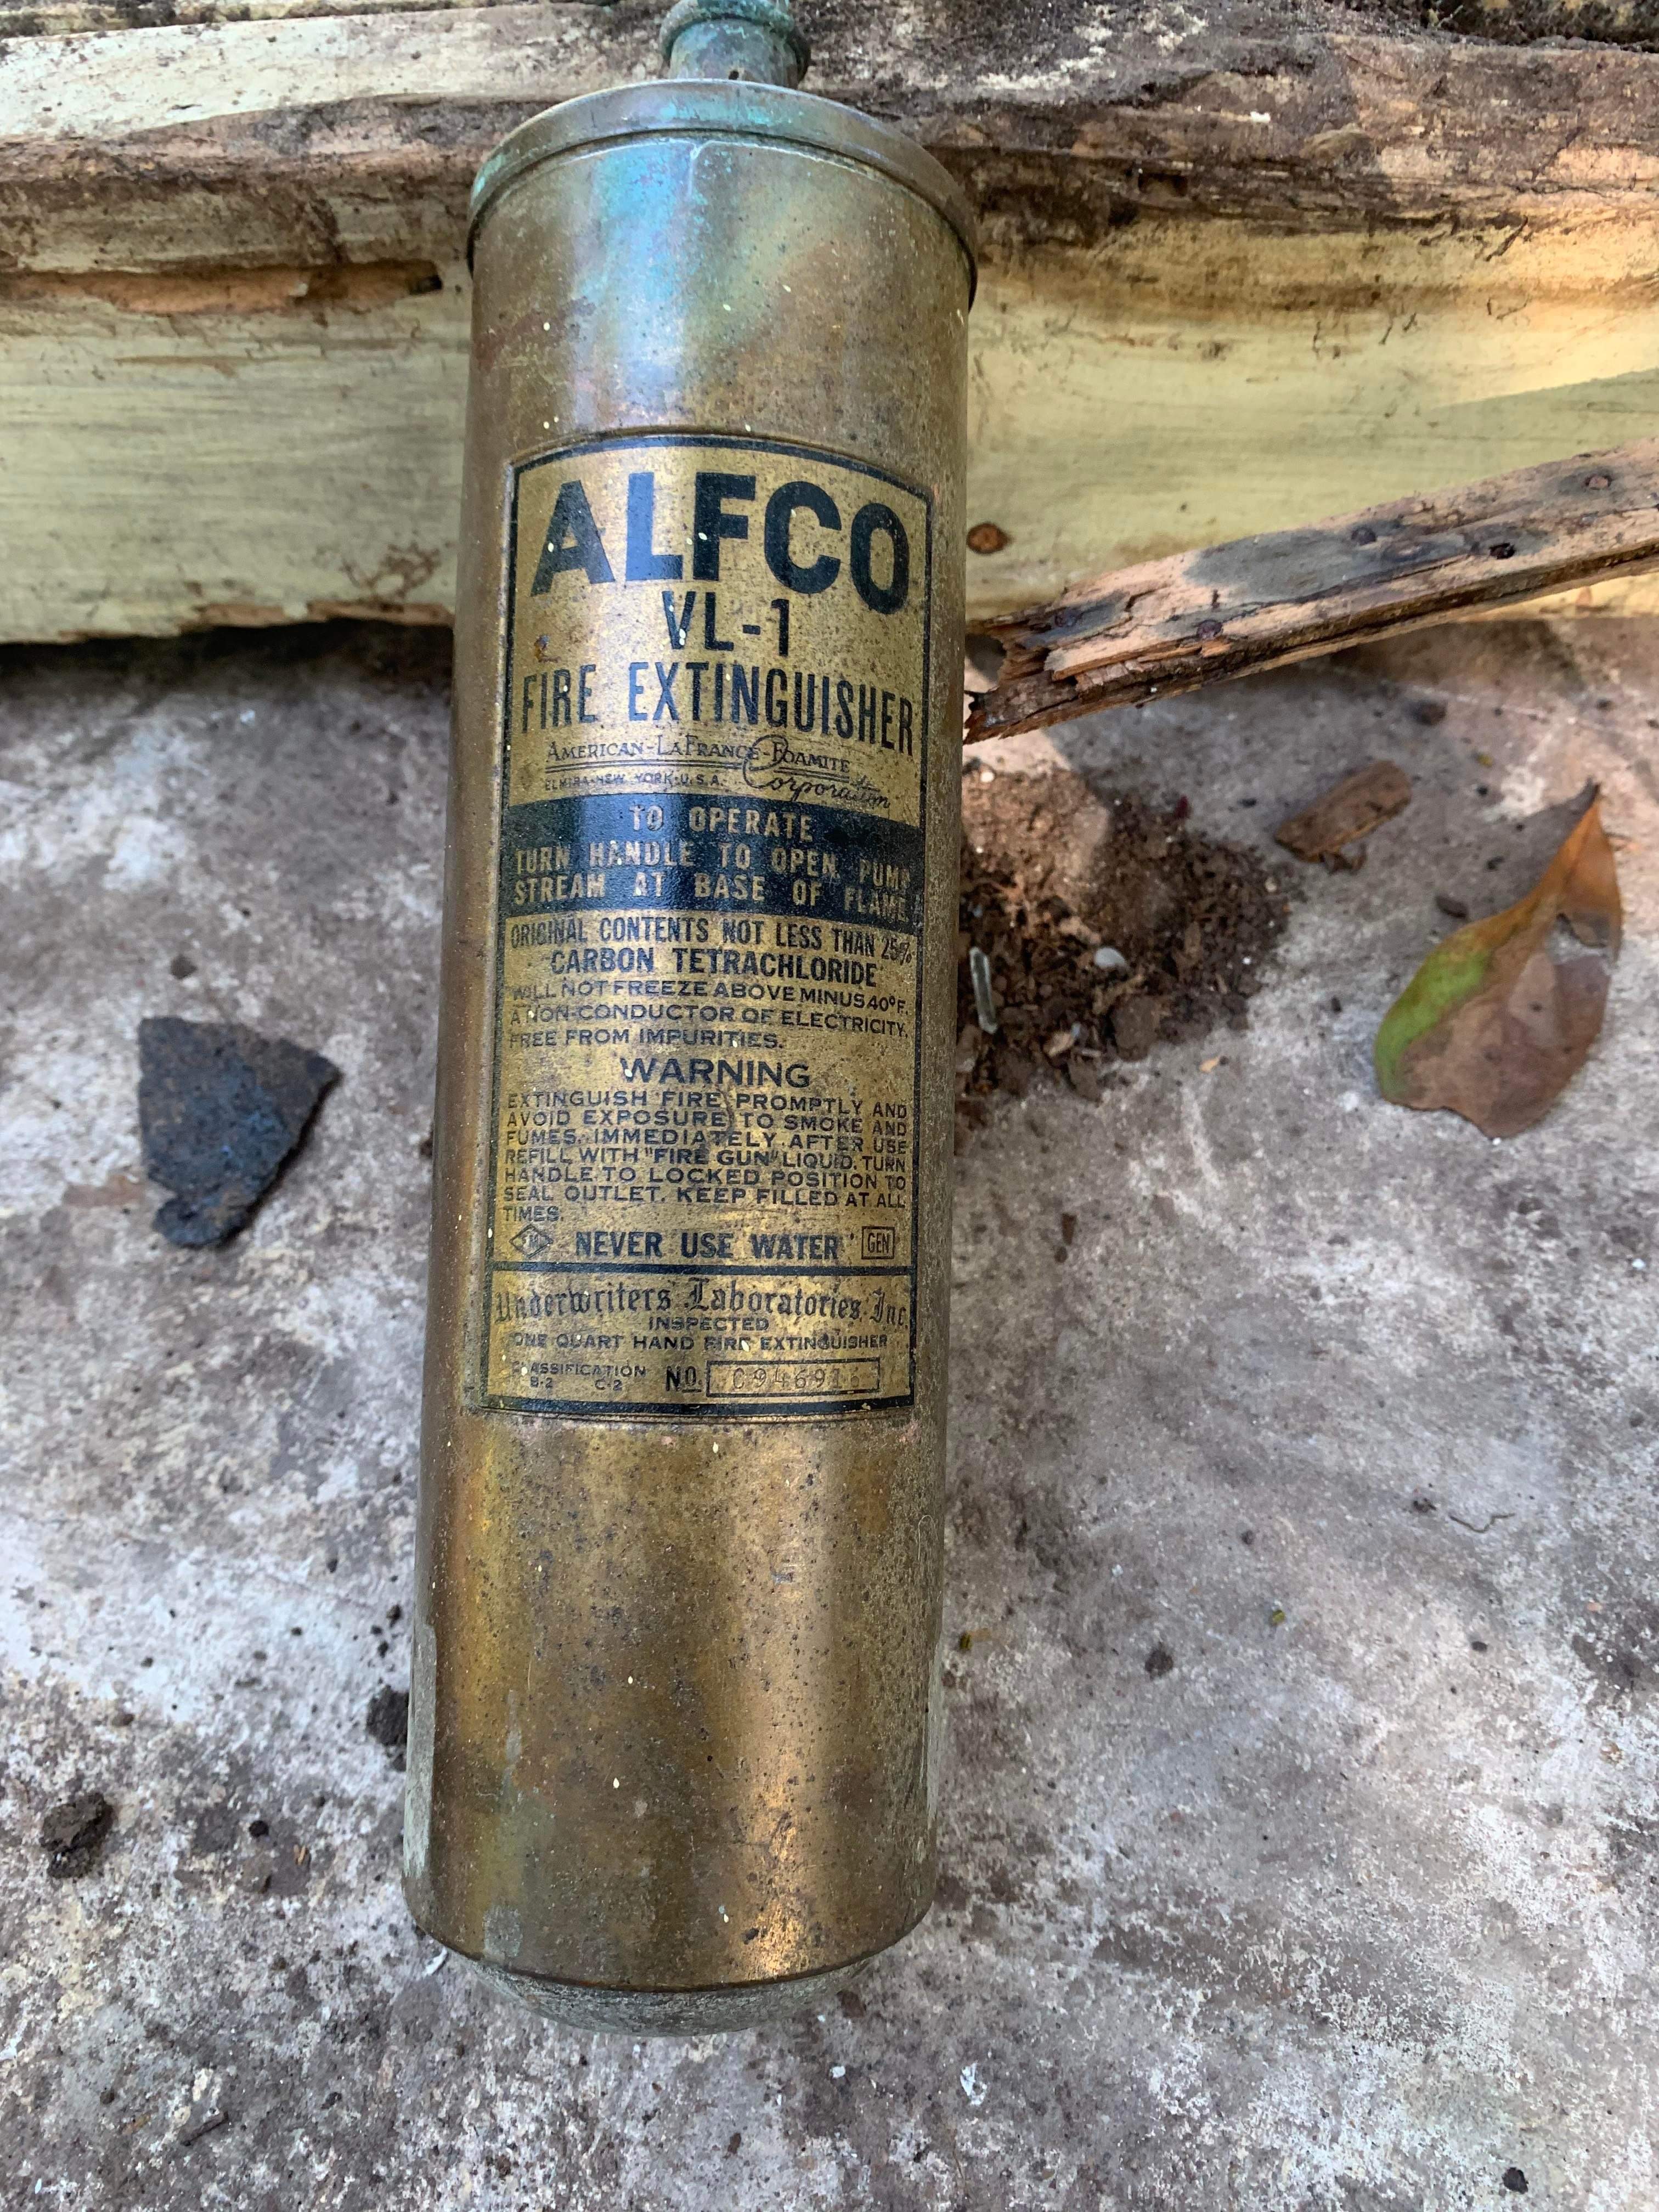 ALFCO
VL-1
FIRE EXTINGUISHER
AMERICAN-LAFRANCE-FOAMITE
ELMIRA-NEW YORK-U.S.A. Corporation
TO OPERATE
TURN HANDLE TO OPEN. PUMP
STREAM AT BASE OF FLAME
ORIGINAL CONTENTS NOT LESS THAN 25%
CARBON TETRACHLORIDE
WILL NOT FREEZE ABOVE MINUS 40°F.
A NON-CONDUCTOR OF ELECTRICITY.
FREE FROM IMPURITIES.
WARNING
EXTINGUISH FIRE PROMPTLY AND
AVOID EXPOSURE TO SMOKE AND
FUMES. IMMEDIATELY AFTER USE
REFILL WITH "FIRE GUN" LIQUID. TURN
HANDLE TO LOCKED POSITION TO
SEAL OUTLET. KEEP FILLED AT ALL
TIMES.
NEVER USE WATER GEN
Underwriters Laboratories, Inc.
INSPECTED
ONE QUART HAND FIRE EXTINGUISHER
CLASSIFICATION
B-2 C-2 NO.